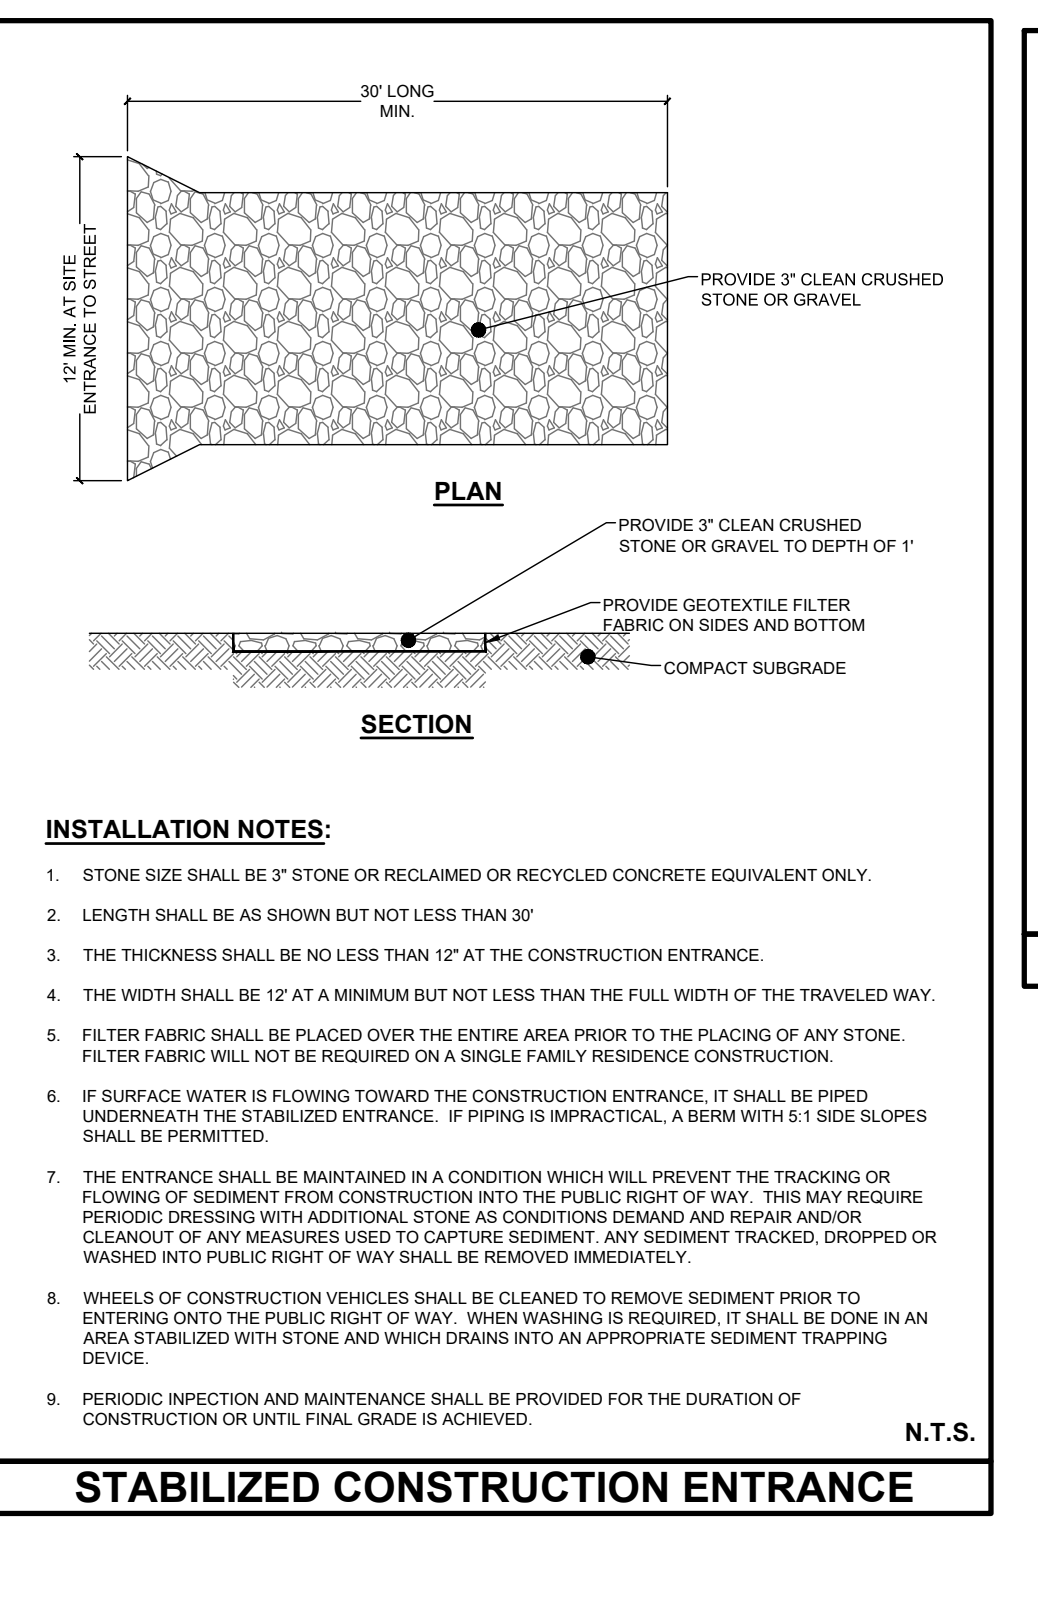 30' LONG
MIN.
12' MIN. AT SITE
ENTRANCE TO STREET
PROVIDE 3" CLEAN CRUSHED
STONE OR GRAVEL
PLAN
PROVIDE 3" CLEAN CRUSHED
STONE OR GRAVEL TO DEPTH OF 1'
PROVIDE GEOTEXTILE FILTER
FABRIC ON SIDES AND BOTTOM
COMPACT SUBGRADE
SECTION
INSTALLATION NOTES:
1. STONE SIZE SHALL BE 3" STONE OR RECLAIMED OR RECYCLED CONCRETE EQUIVALENT ONLY.
2. LENGTH SHALL BE AS SHOWN BUT NOT LESS THAN 30'
3. THE THICKNESS SHALL BE NO LESS THAN 12" AT THE CONSTRUCTION ENTRANCE.
4. THE WIDTH SHALL BE 12' AT A MINIMUM BUT NOT LESS THAN THE FULL WIDTH OF THE TRAVELED WAY.
5. FILTER FABRIC SHALL BE PLACED OVER THE ENTIRE AREA PRIOR TO THE PLACING OF ANY STONE.
FILTER FABRIC WILL NOT BE REQUIRED ON A SINGLE FAMILY RESIDENCE CONSTRUCTION.
6. IF SURFACE WATER IS FLOWING TOWARD THE CONSTRUCTION ENTRANCE, IT SHALL BE PIPED
UNDERNEATH THE STABILIZED ENTRANCE. IF PIPING IS IMPRACTICAL, A BERM WITH 5:1 SIDE SLOPES
SHALL BE PERMITTED.
7. THE ENTRANCE SHALL BE MAINTAINED IN A CONDITION WHICH WILL PREVENT THE TRACKING OR
FLOWING OF SEDIMENT FROM CONSTRUCTION INTO THE PUBLIC RIGHT OF WAY. THIS MAY REQUIRE
PERIODIC DRESSING WITH ADDITIONAL STONE AS CONDITIONS DEMAND AND REPAIR AND/OR
CLEANOUT OF ANY MEASURES USED TO CAPTURE SEDIMENT. ANY SEDIMENT TRACKED, DROPPED OR
WASHED INTO PUBLIC RIGHT OF WAY SHALL BE REMOVED IMMEDIATELY.
8. WHEELS OF CONSTRUCTION VEHICLES SHALL BE CLEANED TO REMOVE SEDIMENT PRIOR TO
ENTERING ONTO THE PUBLIC RIGHT OF WAY. WHEN WASHING IS REQUIRED, IT SHALL BE DONE IN AN
AREA STABILIZED WITH STONE AND WHICH DRAINS INTO AN APPROPRIATE SEDIMENT TRAPPING
DEVICE.
9. PERIODIC INPECTION AND MAINTENANCE SHALL BE PROVIDED FOR THE DURATION OF
CONSTRUCTION OR UNTIL FINAL GRADE IS ACHIEVED.
N.T.S.
STABILIZED CONSTRUCTION ENTRANCE